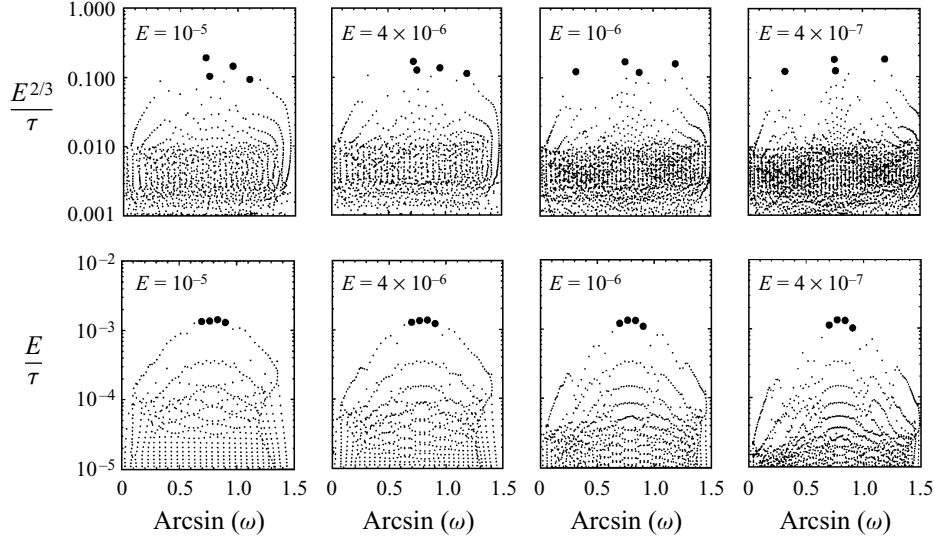 1.000
0.100
0.010
0.001
E^{2/3}
τ
E = 10^{–5}
E = 4 × 10^{–6}
E = 10^{–6}
E = 4 × 10^{–7}
10^{–2}
10^{–3}
10^{–4}
10^{–5}
E
τ
E = 10^{–5}
E = 4 × 10^{–6}
E = 10^{–6}
E = 4 × 10^{–7}
0 0.5 1.0 1.5 0 0.5 1.0 1.5 0 0.5 1.0 1.5 0 0.5 1.0 1.5
Arcsin (ω) Arcsin (ω) Arcsin (ω) Arcsin (ω)